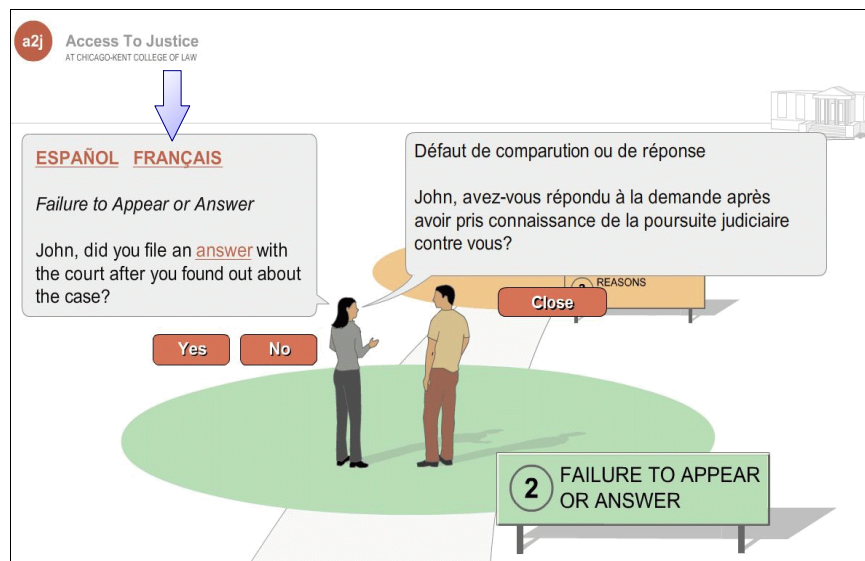 a2j
Access To Justice
AT CHICAGO-KENT COLLEGE OF LAW
ESPAÑOL FRANÇAIS
Failure to Appear or Answer
John, did you file an answer with
the court after you found out about
the case?
Défaut de comparution ou de réponse
John, avez-vous répondu à la demande après
avoir pris connaissance de la poursuite judiciaire
contre vous?
REASONS
Close
Yes No
2 FAILURE TO APPEAR
OR ANSWER